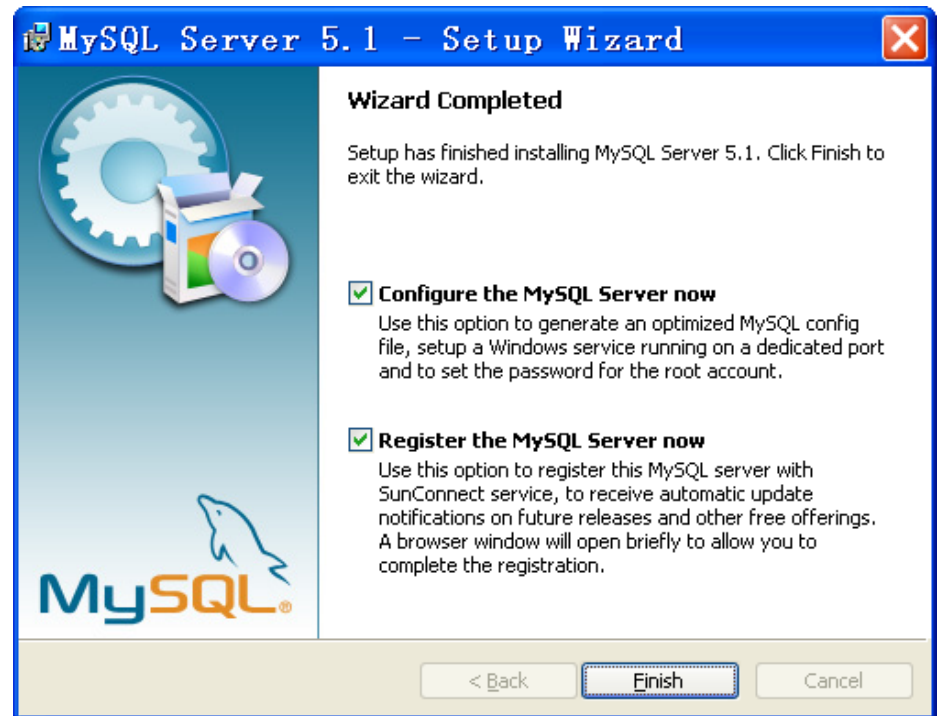 MySQL Server 5.1 - Setup Wizard
Wizard Completed
Setup has finished installing MySQL Server 5.1. Click Finish to
exit the wizard.
Configure the MySQL Server now
Use this option to generate an optimized MySQL config
file, setup a Windows service running on a dedicated port
and to set the password for the root account.
Register the MySQL Server now
Use this option to register this MySQL server with
SunConnect service, to receive automatic update
notifications on future releases and other free offerings.
A browser window will open briefly to allow you to
complete the registration.
MySQL®
< Back
Finish
Cancel